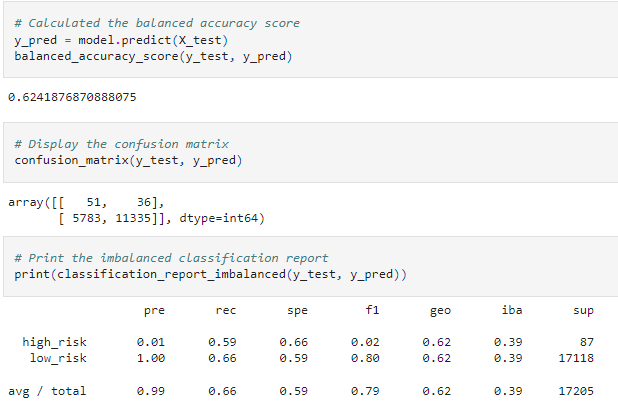 # Calculated the balanced accuracy score
y_pred = model.predict(X_test)
balanced_accuracy_score(y_test, y_pred)
0.6241876870888075
# Display the confusion matrix
confusion_matrix(y_test, y_pred)
array([[   51,    36],
       [ 5783, 11335]], dtype=int64)
# Print the imbalanced classification report
print(classification_report_imbalanced(y_test, y_pred))
pre rec spe f1 geo iba sup
high_risk 0.01 0.59 0.66 0.02 0.62 0.39 87
low_risk 1.00 0.66 0.59 0.80 0.62 0.39 17118
avg / total 0.99 0.66 0.59 0.79 0.62 0.39 17205